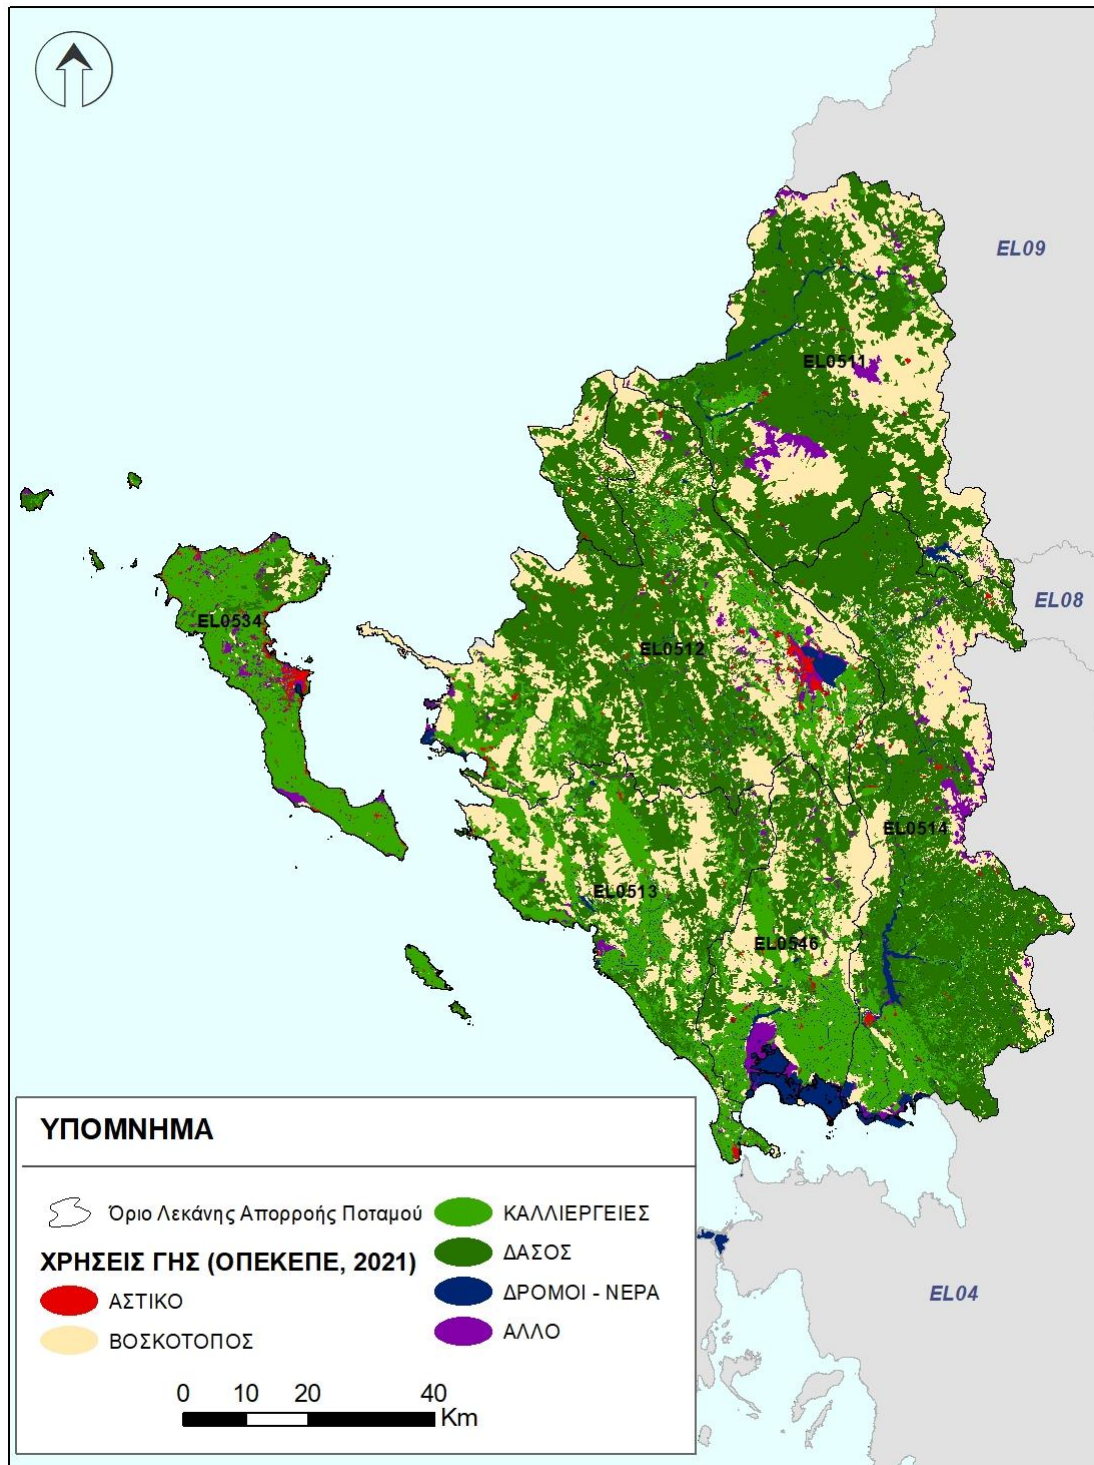 EL09
EL0511
EL08
EL0534
EL0512
EL0514
EL0513
EL0546
EL04
ΥΠΟΜΝΗΜΑ
Όριο Λεκάνης Απορροής Ποταμού
ΧΡΗΣΕΙΣ ΓΗΣ (ΟΠΕΚΕΠΕ, 2021)
ΑΣΤΙΚΟ
ΒΟΣΚΟΤΟΠΟΣ
ΚΑΛΛΙΕΡΓΕΙΕΣ
ΔΑΣΟΣ
ΔΡΟΜΟΙ - ΝΕΡΑ
ΑΛΛΟ
0 10 20 40
Km